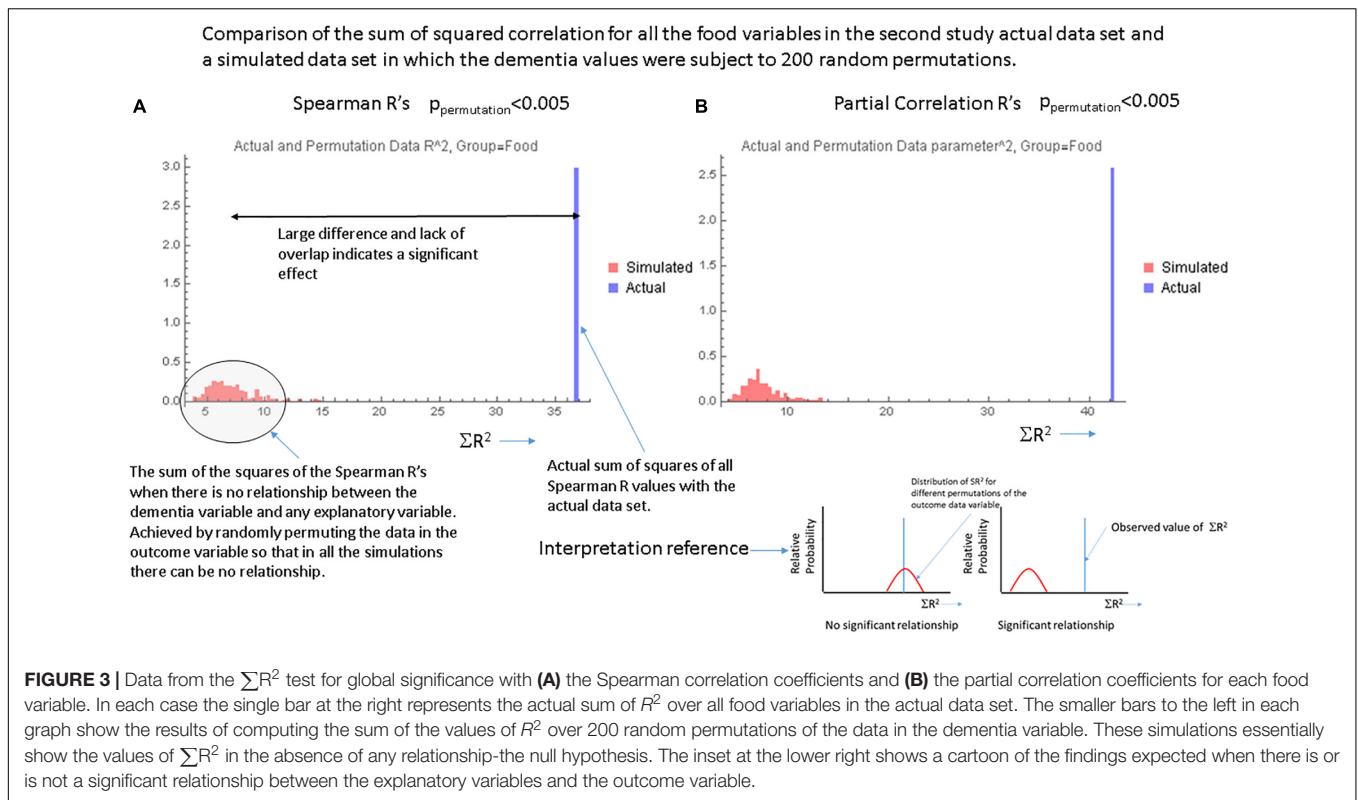 Comparison of the sum of squared correlation for all the food variables in the second study actual data set and
a simulated data set in which the dementia values were subject to 200 random permutations.
A
Spearman R's p_permutation<0.005
Actual and Permutation Data R^2, Group=Food
3.0
2.5
2.0
1.5
1.0
0.5
0.0
5 10 15 20 25 30 35
Large difference and lack of
overlap indicates a significant
effect
Simulated
Actual
ΣR²
The sum of the squares of the Spearman R's
when there is no relationship between the
dementia variable and any explanatory variable.
Achieved by randomly permuting the data in the
outcome variable so that in all the simulations
there can be no relationship.
Actual sum of squares of all
Spearman R values with the
actual data set.
B
Partial Correlation R's p_permutation<0.005
Actual and Permutation Data parameter^2, Group=Food
2.5
2.0
1.5
1.0
0.5
0.0
10 20 30 40
Simulated
Actual
ΣR²
Interpretation reference
Distribution of SR² for
different permutations of the
outcome data variable
Relative
Probability
ΣR²
No significant relationship
Relative
Probability
Observed value of ΣR²
ΣR²
Significant relationship
FIGURE 3 | Data from the ∑R² test for global significance with (A) the Spearman correlation coefficients and (B) the partial correlation coefficients for each food
variable. In each case the single bar at the right represents the actual sum of R² over all food variables in the actual data set. The smaller bars to the left in each
graph show the results of computing the sum of the values of R² over 200 random permutations of the data in the dementia variable. These simulations essentially
show the values of ∑R² in the absence of any relationship-the null hypothesis. The inset at the lower right shows a cartoon of the findings expected when there is or
is not a significant relationship between the explanatory variables and the outcome variable.